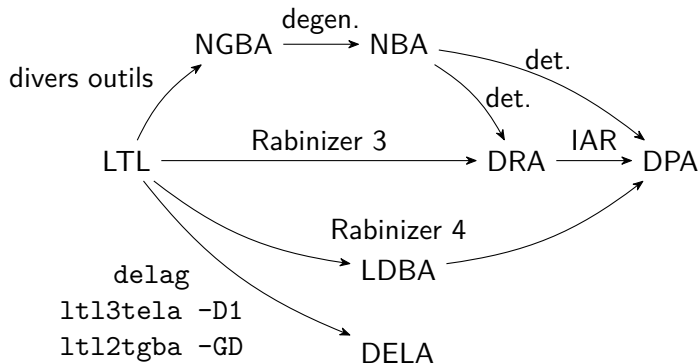 degen.
NGBA
NBA
divers outils
det.
det.
Rabinizer 3
IAR
LTL
DRA
DPA
Rabinizer 4
LDBA
delag
ltl3tela -D1
ltl2tgba -GD
DELA